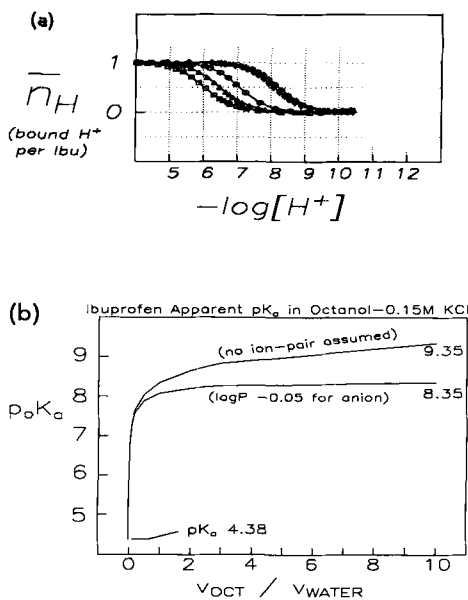 (a)
1
n̅H
0
(bound H+
per Ibu)
5 6 7 8 9 10 11 12
-log[H+]
(b)
Ibuprofen Apparent pKa in Octanol-0.15M KCl
(no ion-pair assumed)
9.35
9
(logP -0.05 for anion)
8.35
8
poKa
7
6
5
pKa 4.38
0 2 4 6 8 10
VOCT / VWATER